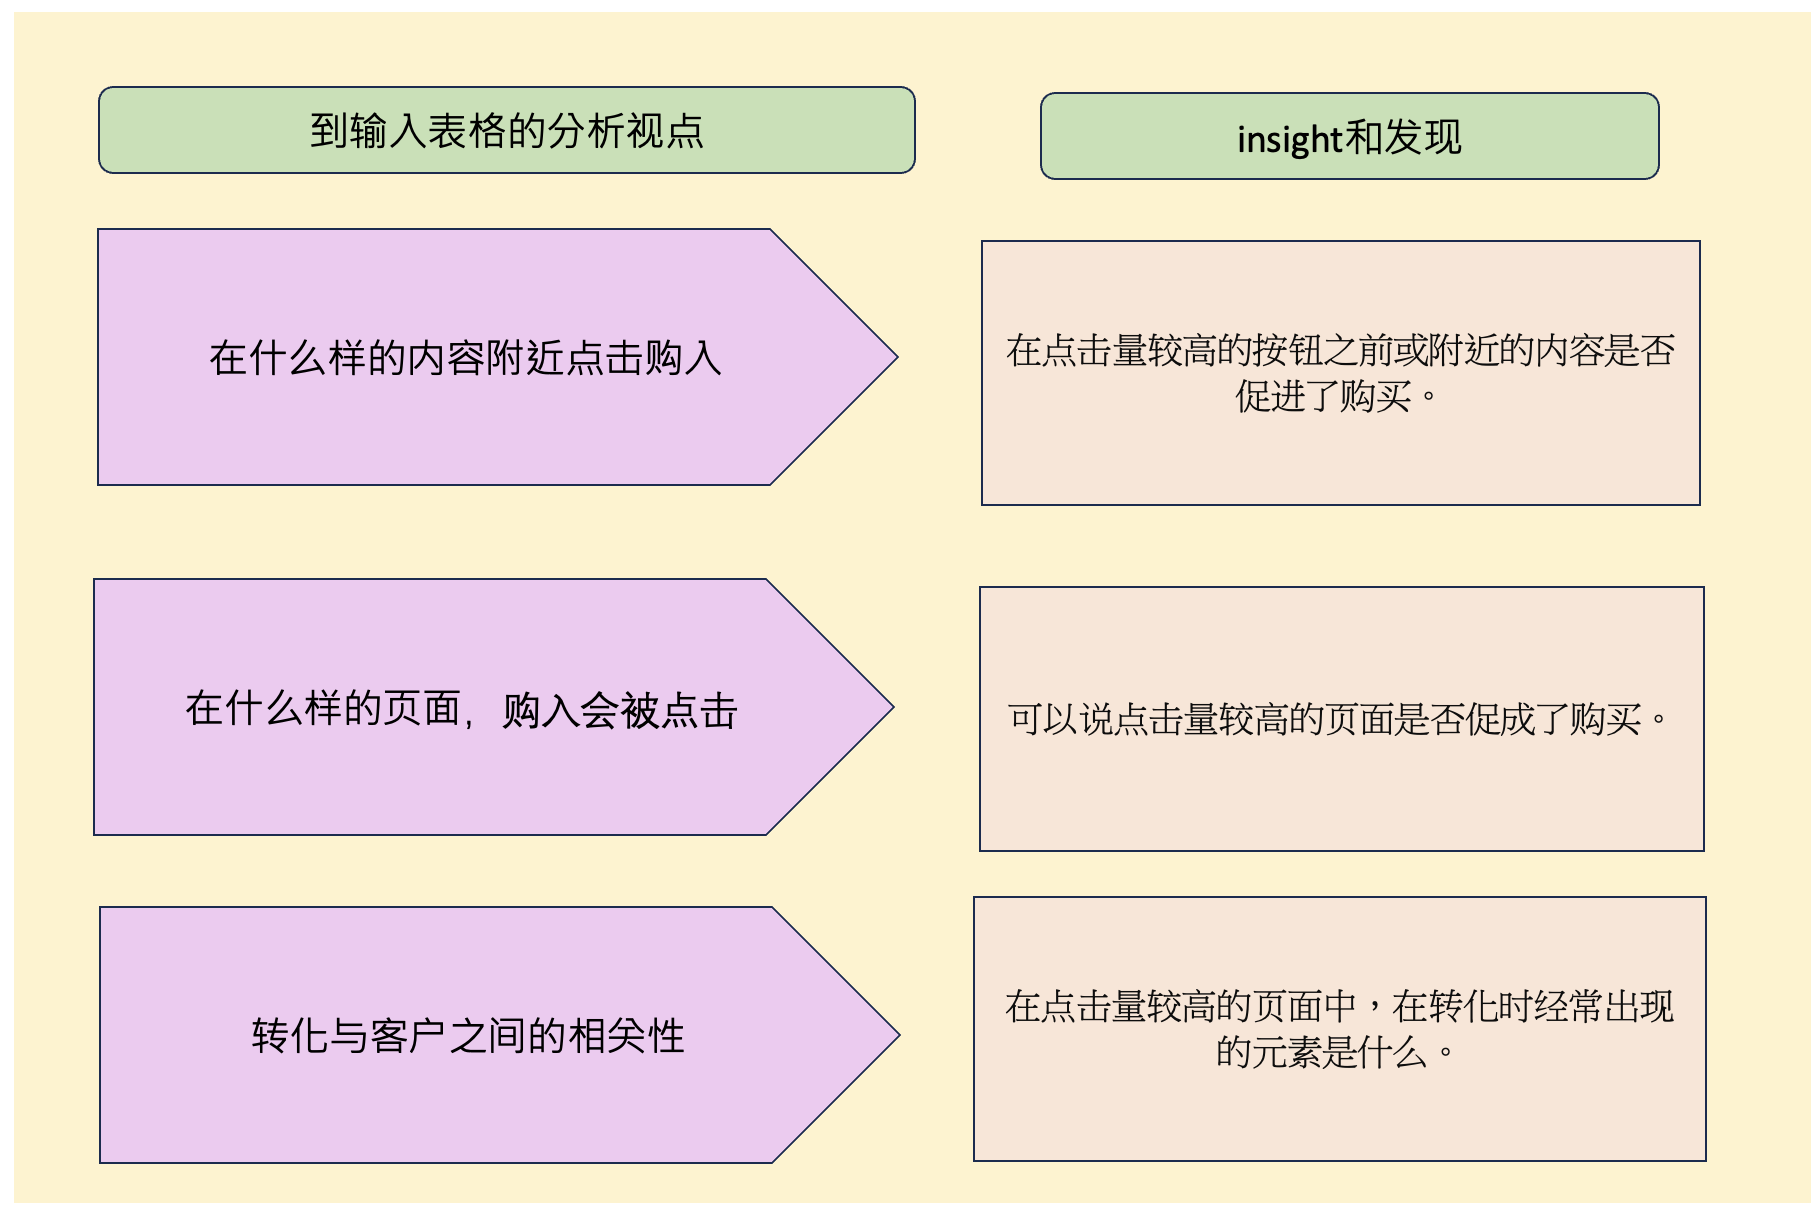 到输入表格的分析视点
insight和发现
在什么样的内容附近点击购入
在点击量较高的按钮之前或附近的内容是否
促进了购买。
在什么样的页面，购入会被点击
可以说点击量较高的页面是否促成了购买。
转化与客户之间的相关性
在点击量较高的页面中，在转化时经常出现
的元素是什么。